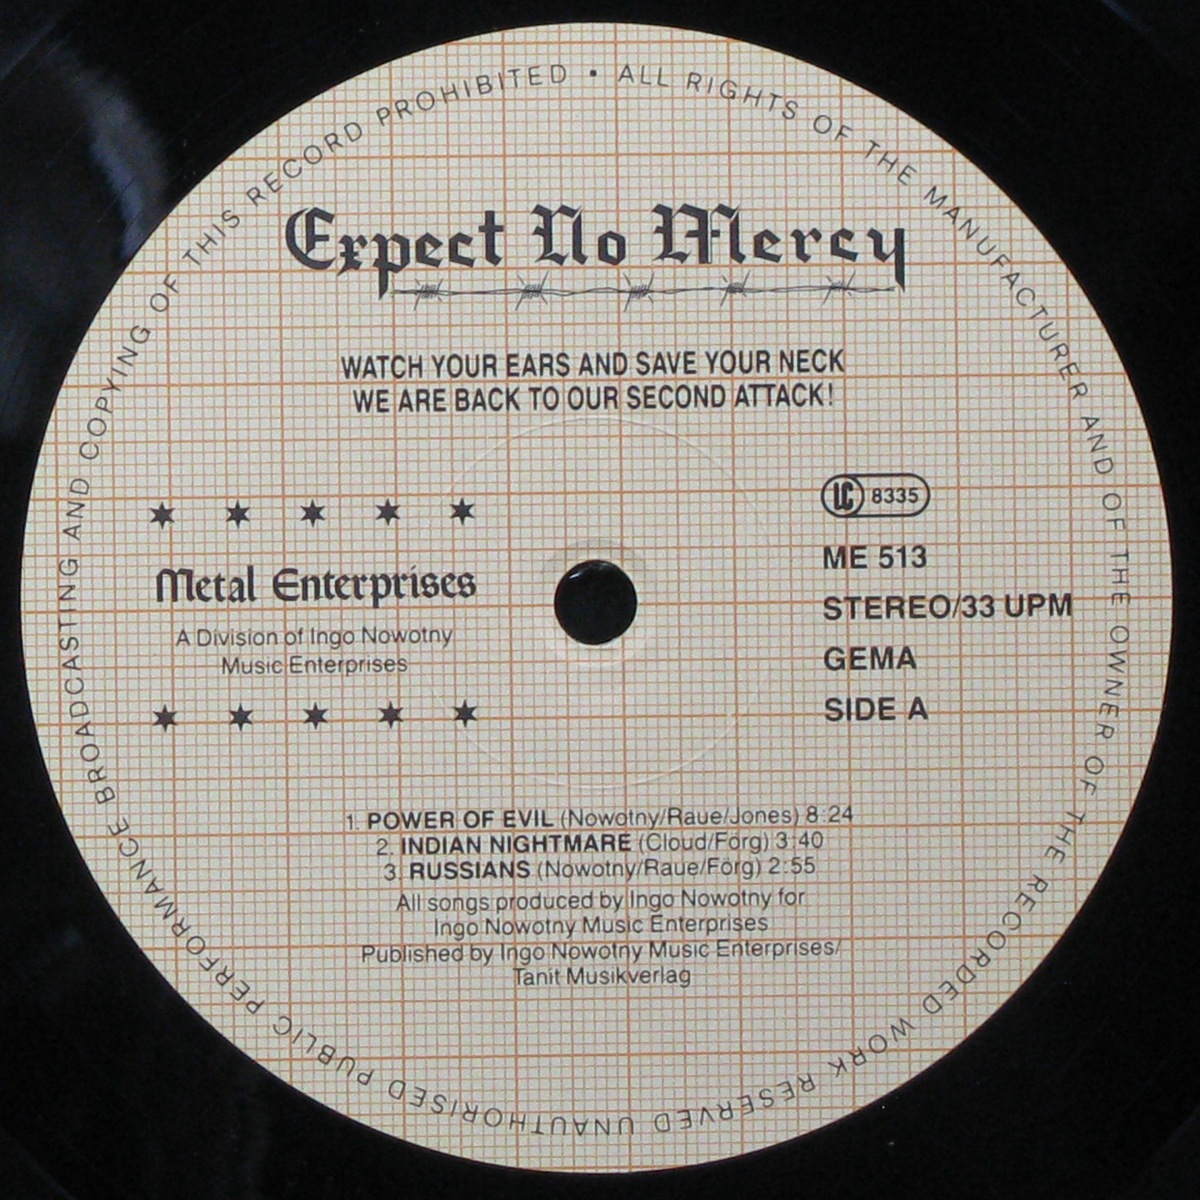 ALL RIGHTS OF THE MANUFACTURER AND OF THE OWNER OF THE RECORDED WORK RESERVED UNAUTHORISED PUBLIC PERFORMANCE BROADCASTING AND COPYING OF THIS RECORD PROHIBITED •
Expect No Mercy
WATCH YOUR EARS AND SAVE YOUR NECK
WE ARE BACK TO OUR SECOND ATTACK!
Metal Enterprises
A Division of Ingo Nowotny
Music Enterprises
LC 8335
ME 513
STEREO/33 UPM
GEMA
SIDE A
1. POWER OF EVIL (Nowotny/Raue/Jones) 8:24
2. INDIAN NIGHTMARE (Cloud/Förg) 3:40
3. RUSSIANS (Nowotny/Raue/Förg) 2:55
All songs produced by Ingo Nowotny for
Ingo Nowotny Music Enterprises
Published by Ingo Nowotny Music Enterprises/
Tanit Musikverlag